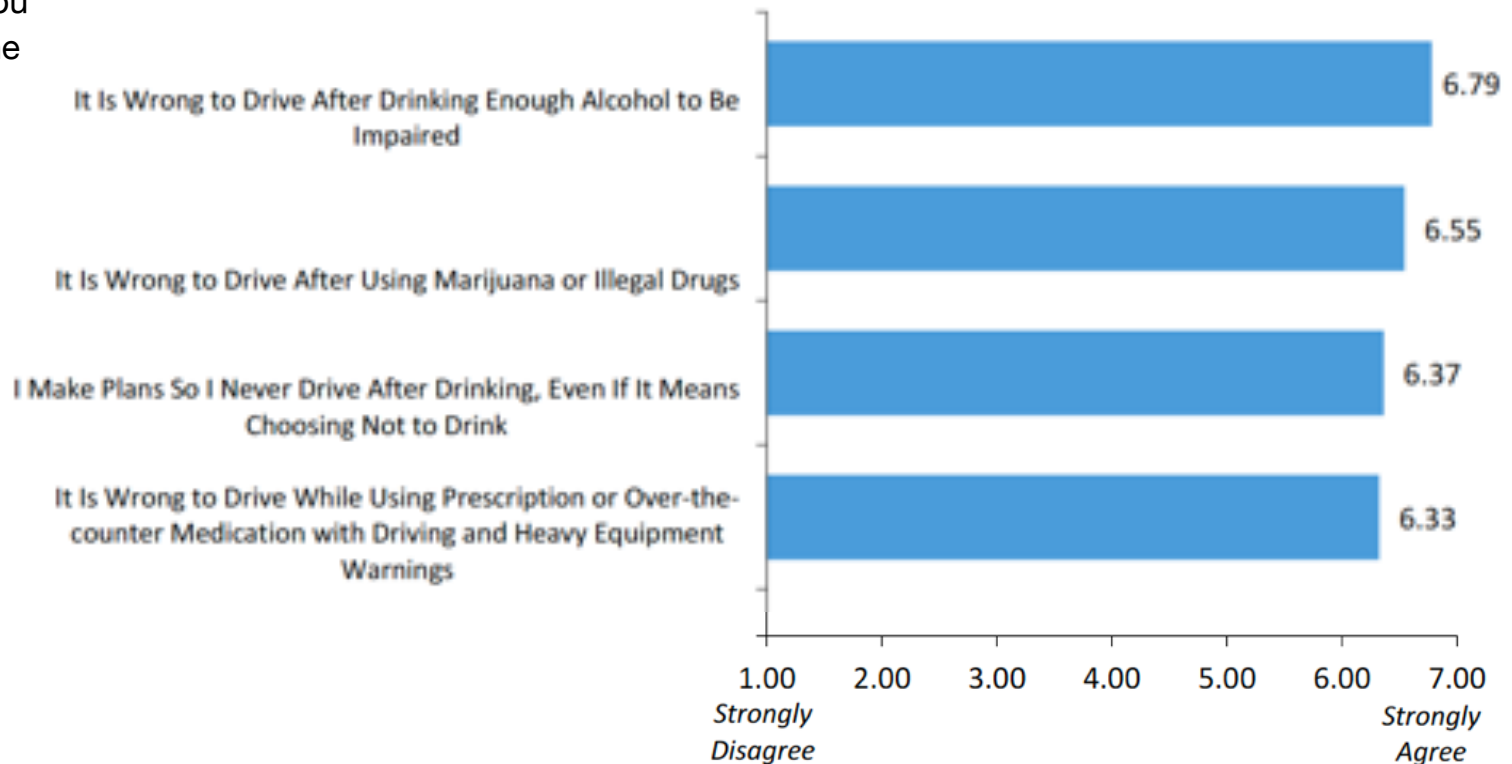 It Is Wrong to Drive After Drinking Enough Alcohol to Be
Impaired
6.79
It Is Wrong to Drive After Using Marijuana or Illegal Drugs
6.55
I Make Plans So I Never Drive After Drinking, Even If It Means
Choosing Not to Drink
6.37
It Is Wrong to Drive While Using Prescription or Over-the-
counter Medication with Driving and Heavy Equipment
Warnings
6.33
1.00 2.00 3.00 4.00 5.00 6.00 7.00
Strongly Disagree
Strongly Agree